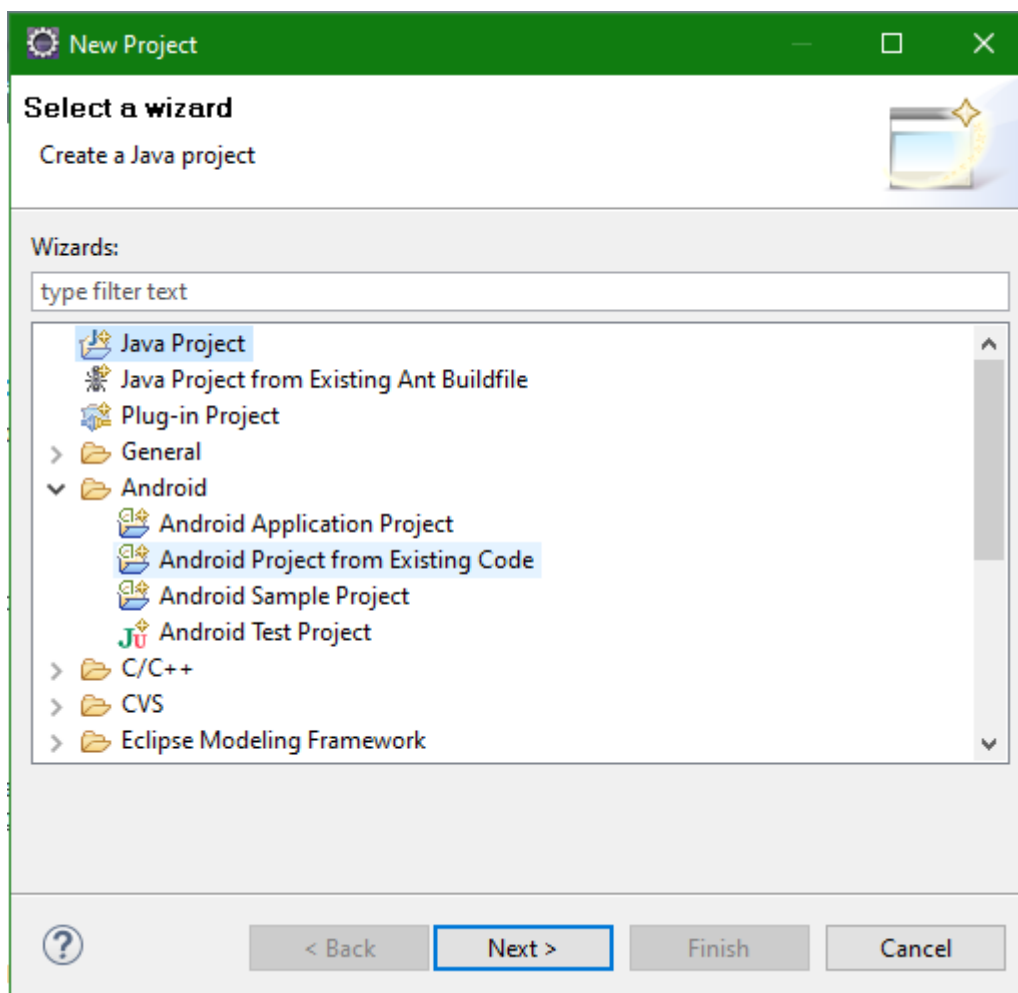 New Project
Select a wizard
Create a Java project
Wizards:
type filter text
Java Project
Java Project from Existing Ant Buildfile
Plug-in Project
General
Android
Android Application Project
Android Project from Existing Code
Android Sample Project
Android Test Project
C/C++
CVS
Eclipse Modeling Framework
< Back Next > Finish Cancel